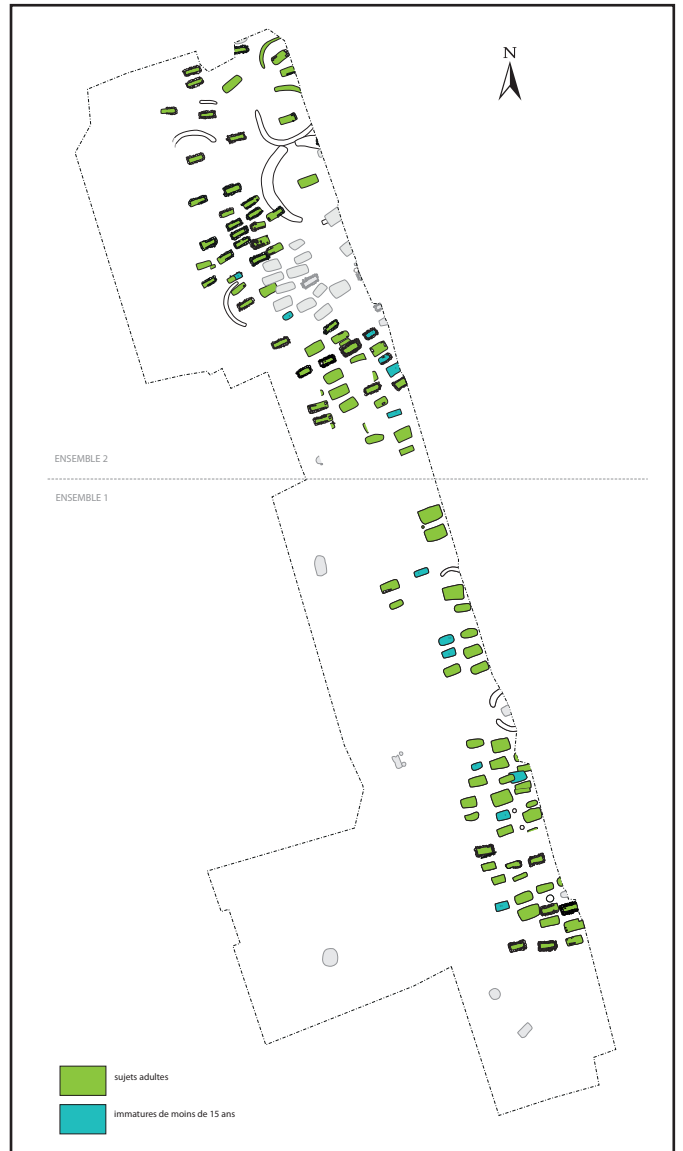 N
ENSEMBLE 2
ENSEMBLE 1
sujets adultes
immatures de moins de 15 ans